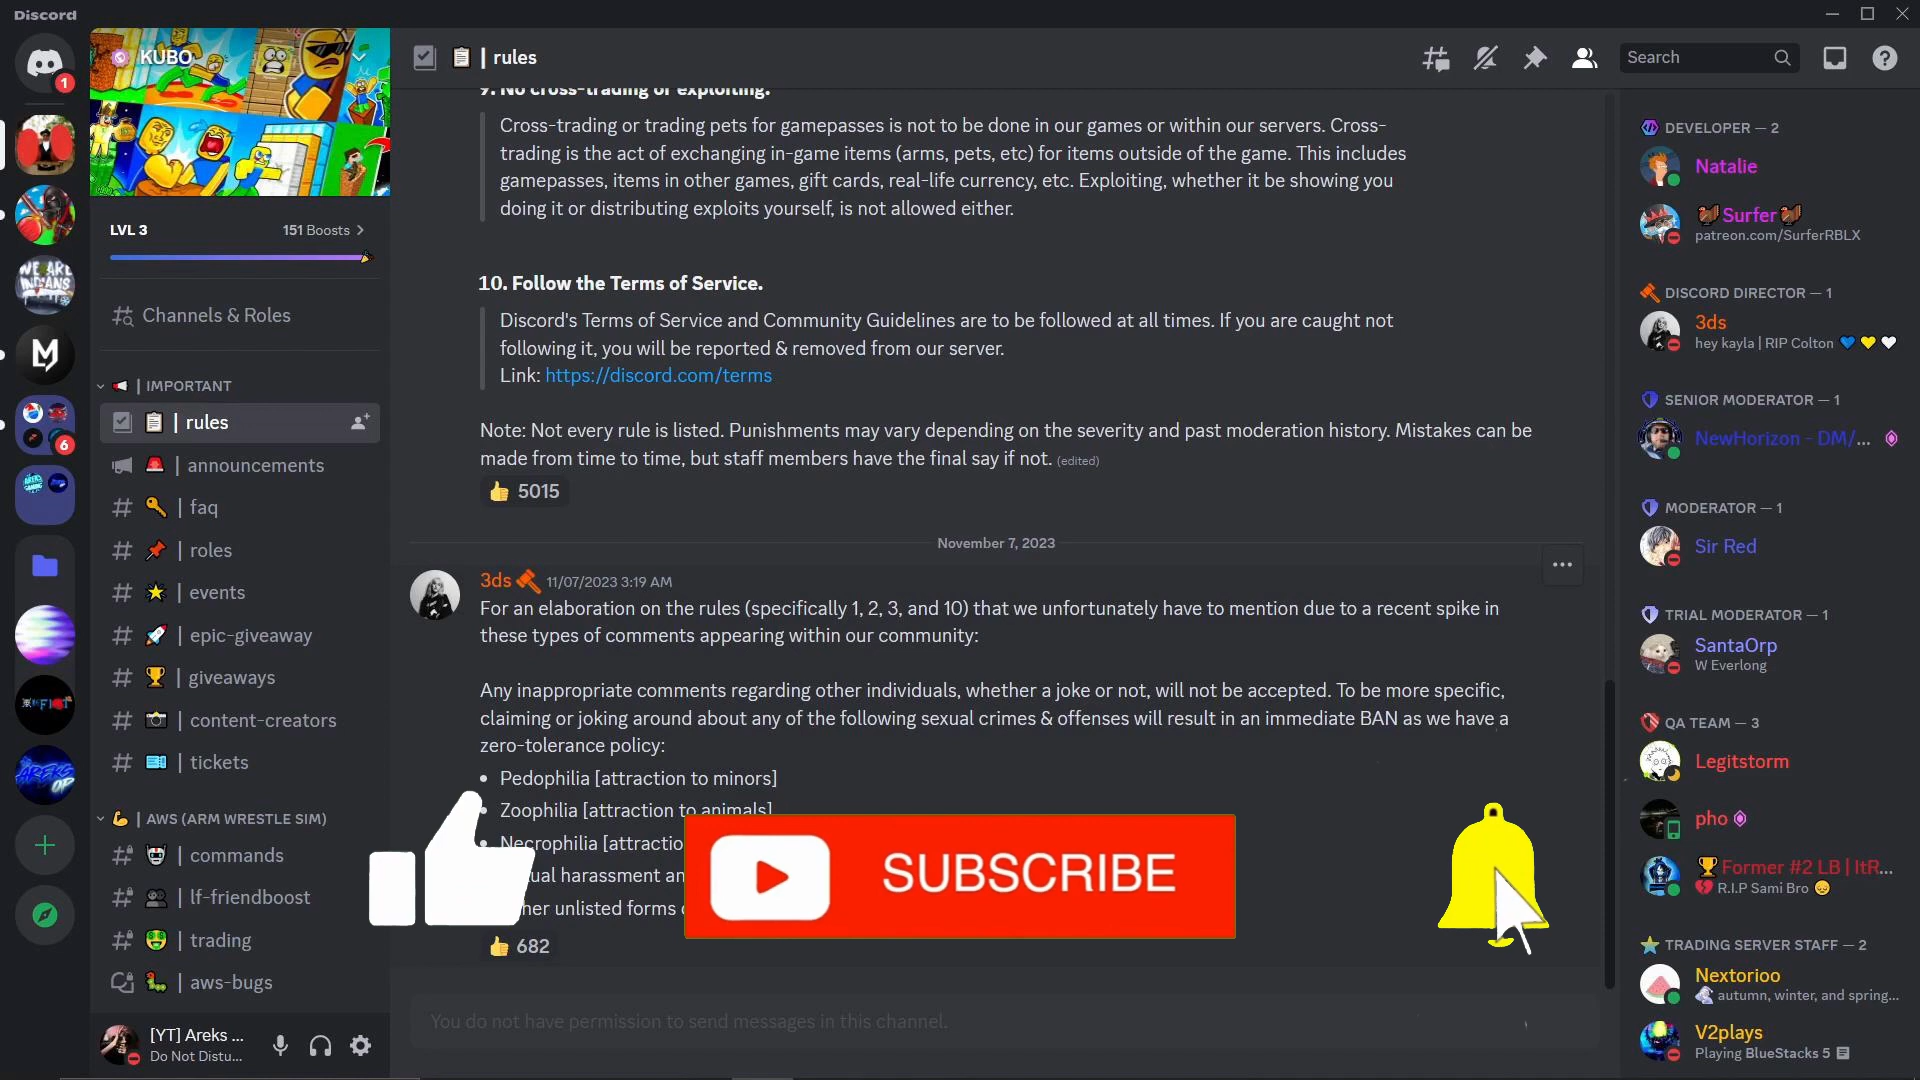 Discord
KUBO
LVL 3
151 Boosts
Channels & Roles
| IMPORTANT
| rules
| announcements
| faq
| roles
| events
| epic-giveaway
| giveaways
| content-creators
| tickets
| AWS (ARM WRESTLE SIM)
| commands
| lf-friendboost
| trading
| aws-bugs
[YT] Areks ...
Do Not Distu...
1
WE ARE
INDIANS
6
AREKS OP
| rules
Search
9. No cross-trading or exploiting.
Cross-trading or trading pets for gamepasses is not to be done in our games or within our servers. Cross-
trading is the act of exchanging in-game items (arms, pets, etc) for items outside of the game. This includes
gamepasses, items in other games, gift cards, real-life currency, etc. Exploiting, whether it be showing you
doing it or distributing exploits yourself, is not allowed either.
10. Follow the Terms of Service.
Discord's Terms of Service and Community Guidelines are to be followed at all times. If you are caught not
following it, you will be reported & removed from our server.
Link: https://discord.com/terms
Note: Not every rule is listed. Punishments may vary depending on the severity and past moderation history. Mistakes can be
made from time to time, but staff members have the final say if not. (edited)
5015
November 7, 2023
3ds 11/07/2023 3:19 AM
For an elaboration on the rules (specifically 1, 2, 3, and 10) that we unfortunately have to mention due to a recent spike in
these types of comments appearing within our community:
Any inappropriate comments regarding other individuals, whether a joke or not, will not be accepted. To be more specific,
claiming or joking around about any of the following sexual crimes & offenses will result in an immediate BAN as we have a
zero-tolerance policy:
• Pedophilia [attraction to minors]
• Zoophilia [attraction to animals]
• Necrophilia [attractio
ual harassment an
her unlisted forms
SUBSCRIBE
682
You do not have permission to send messages in this channel.
DEVELOPER — 2
Natalie
Surfer
patreon.com/SurferRBLX
DISCORD DIRECTOR — 1
3ds
hey kayla | RIP Colton
SENIOR MODERATOR — 1
NewHorizon - DM/...
MODERATOR — 1
Sir Red
TRIAL MODERATOR — 1
SantaOrp
W Everlong
QA TEAM — 3
Legitstorm
pho
Former #2 LB | ItR...
R.I.P Sami Bro
TRADING SERVER STAFF — 2
Nextorioo
autumn, winter, and spring...
V2plays
Playing BlueStacks 5